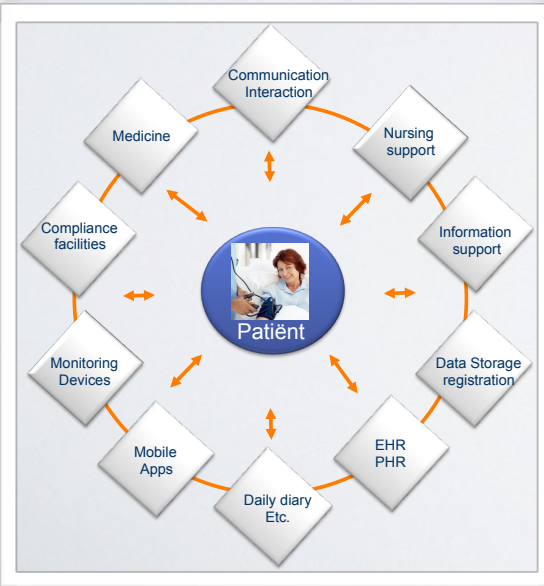 Communication
Interaction
Nursing
support
Information
support
Data Storage
registration
EHR
PHR
Daily diary
Etc.
Mobile
Apps
Monitoring
Devices
Compliance
facilities
Medicine
Patiënt